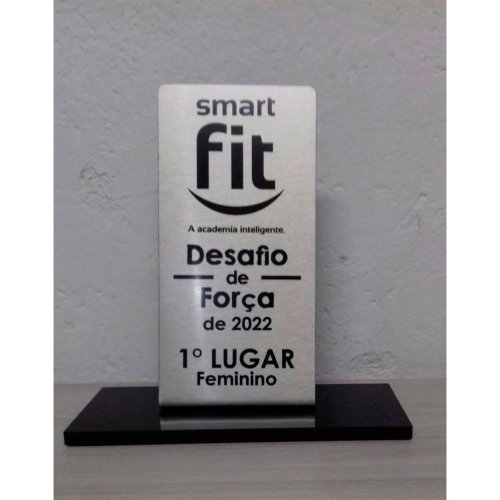 smart
fit
A academia inteligente.
Desafio
de
Força
de 2022
1° LUGAR
Feminino